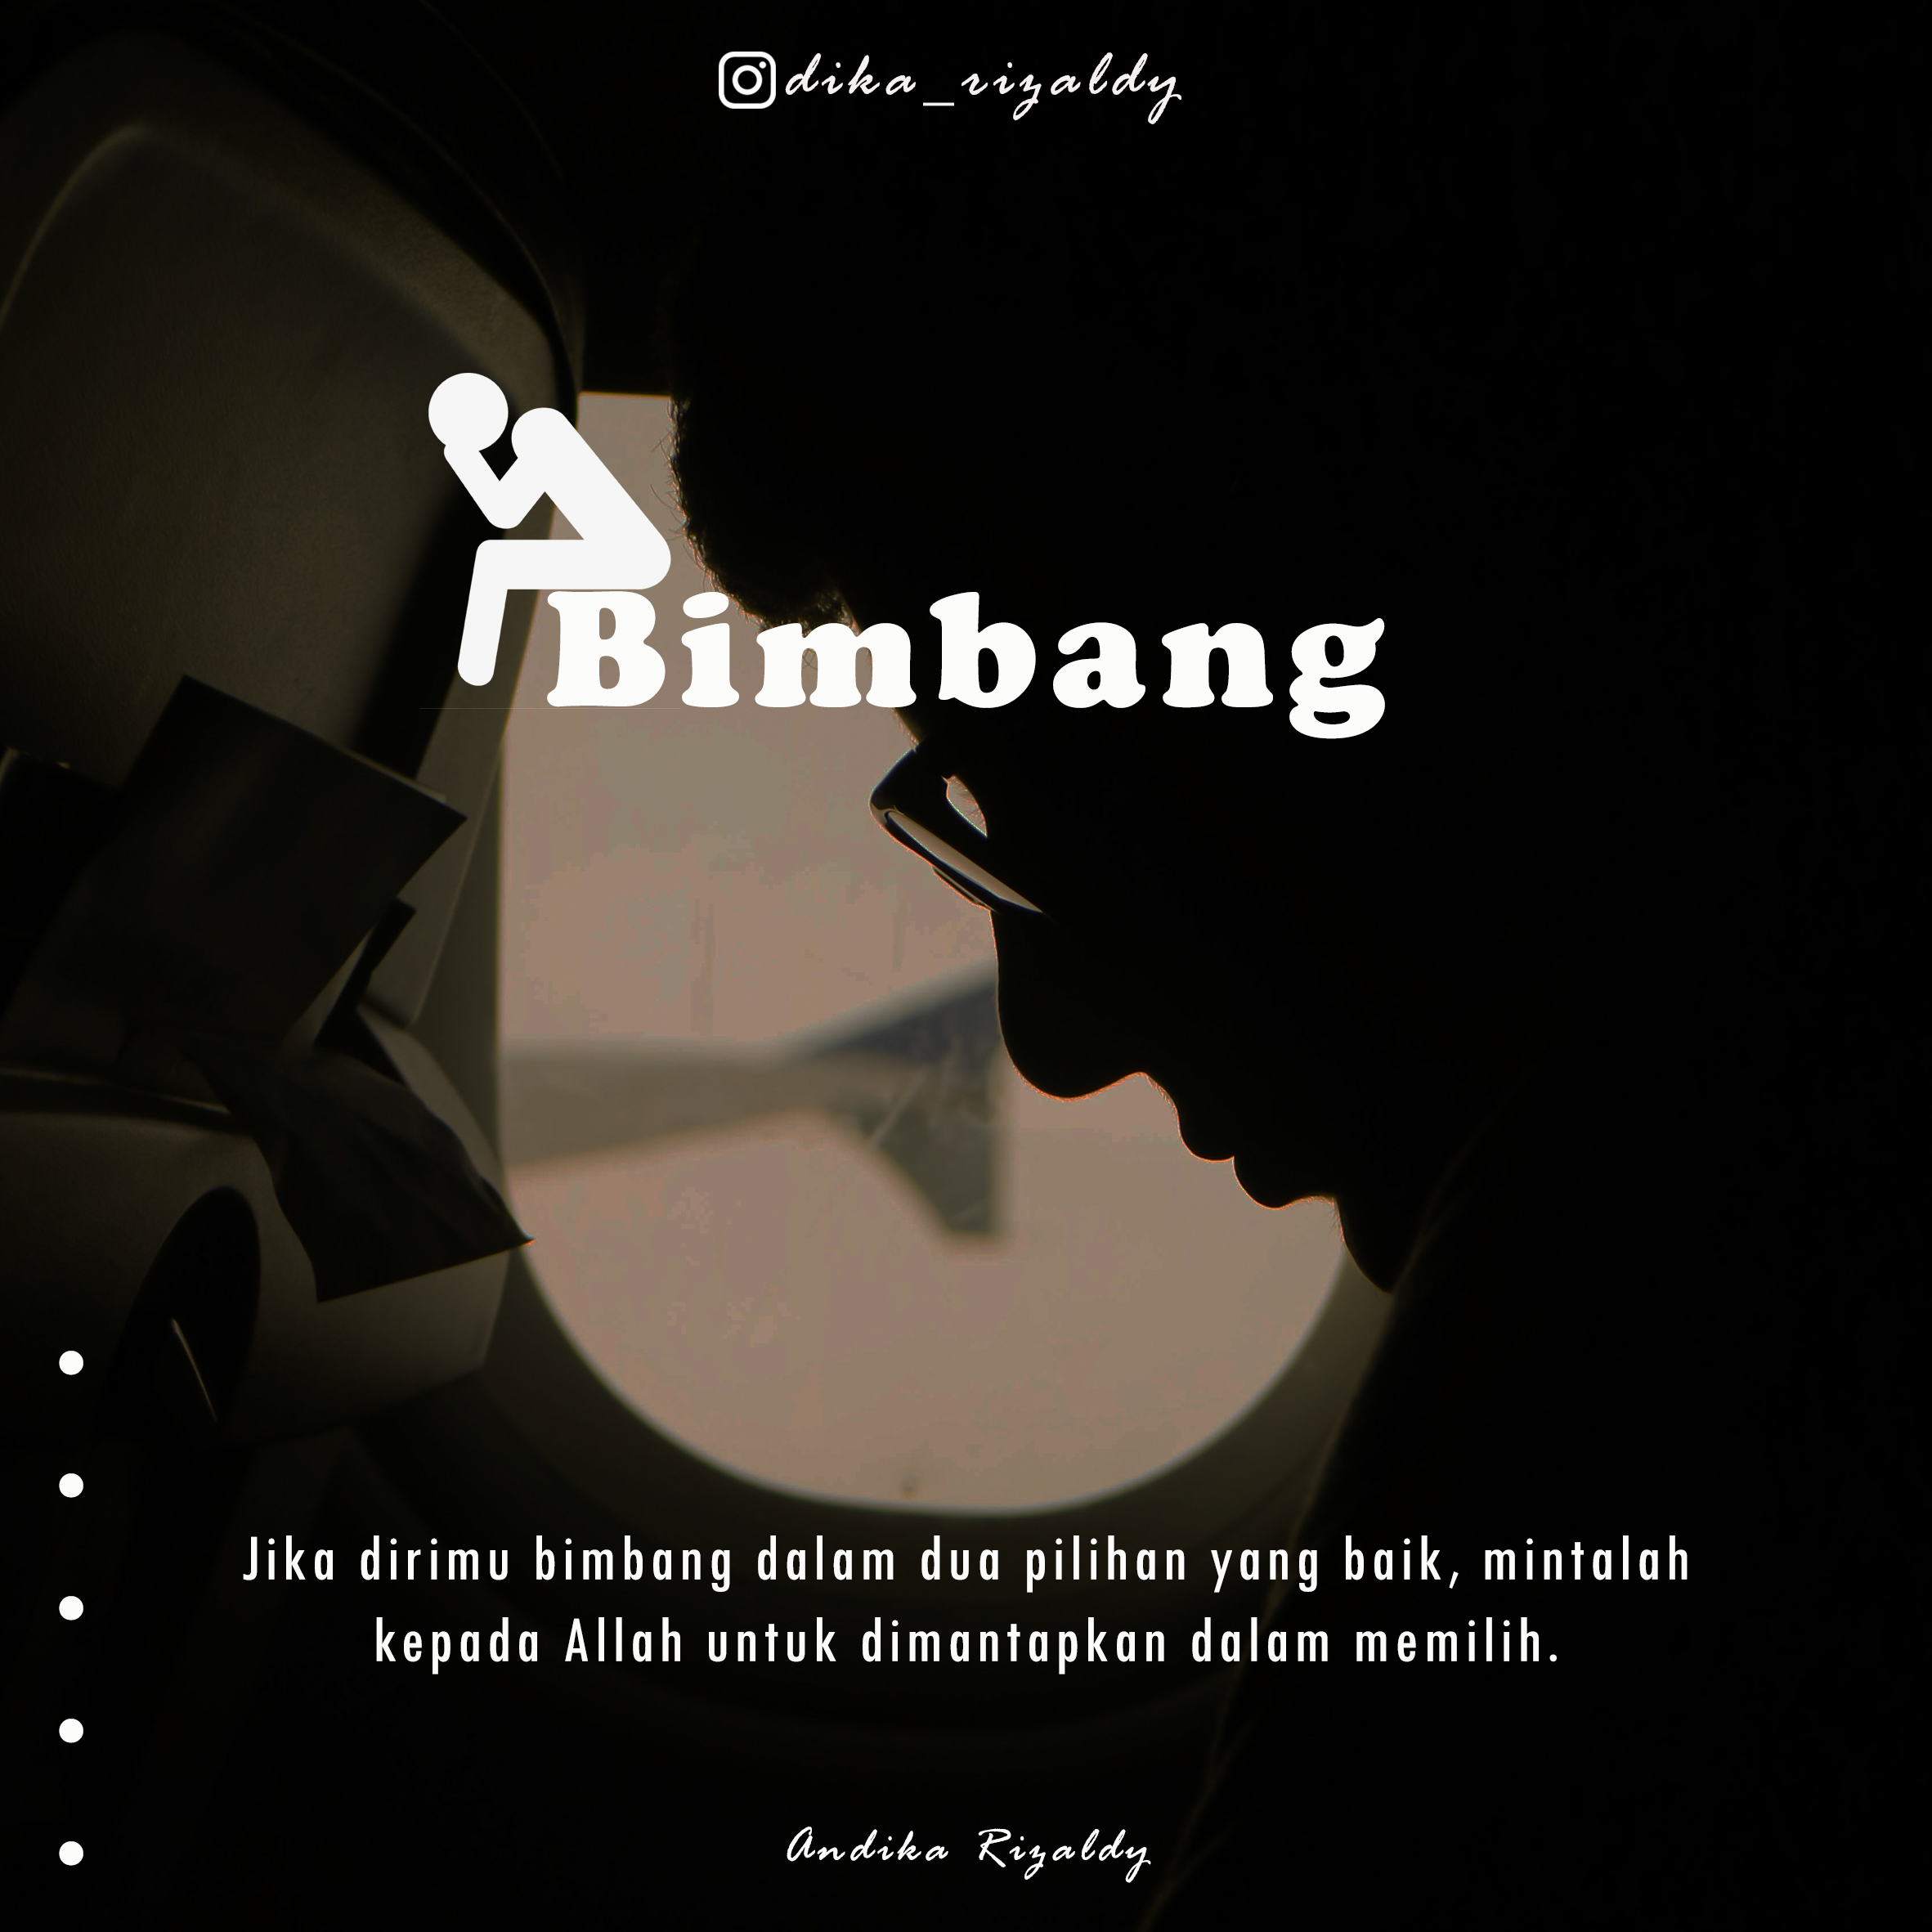 dika_rizaldy
Bimbang
Jika dirimu bimbang dalam dua pilihan yang baik, mintalah
kepada Allah untuk dimantapkan dalam memilih.
Andika Rizaldy